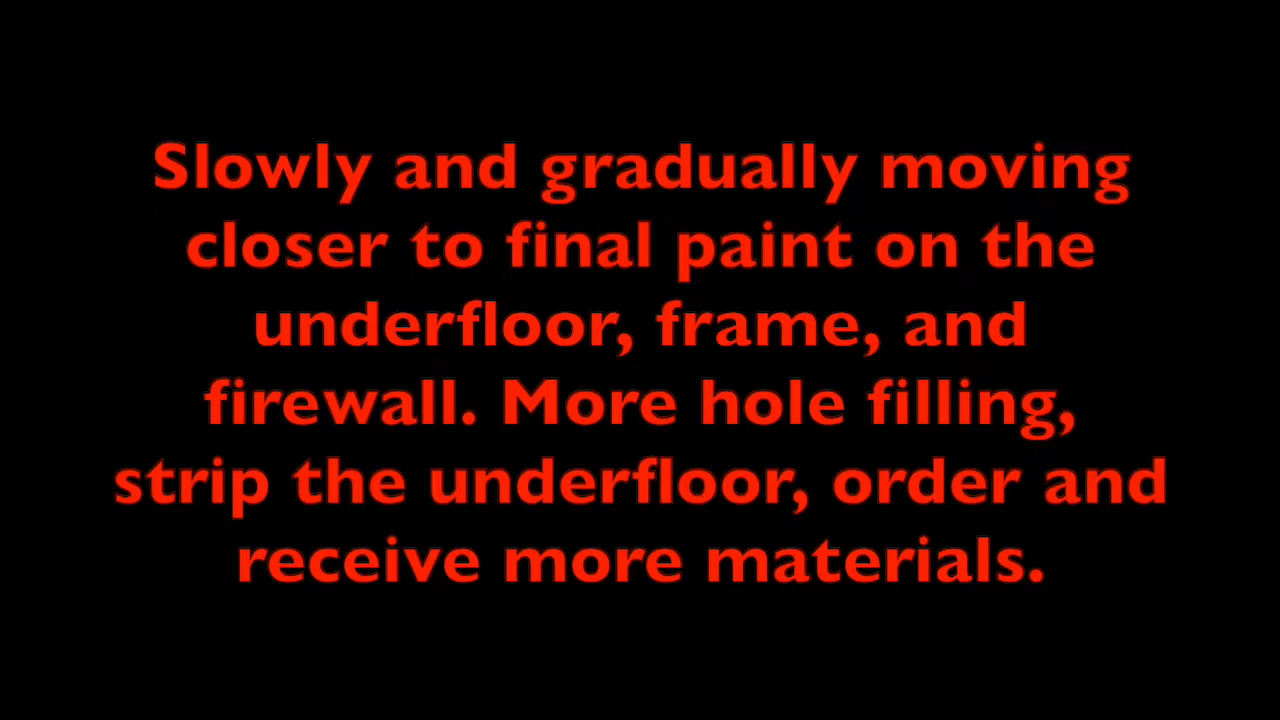 Slowly and gradually moving
closer to final paint on the
underfloor, frame, and
firewall. More hole filling,
strip the underfloor, order and
receive more materials.